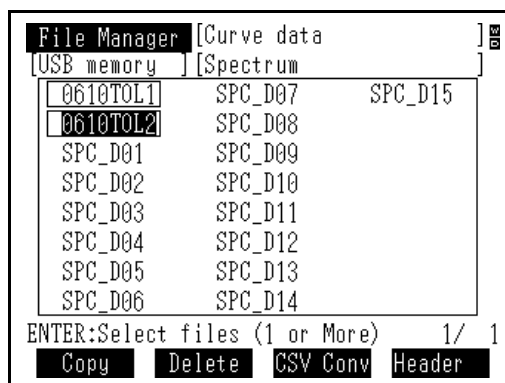 File Manager [Curve data ] WD
[USB memory ] [Spectrum ]
0610TOL1 SPC_D07 SPC_D15
0610TOL2 SPC_D08
SPC_D01 SPC_D09
SPC_D02 SPC_D10
SPC_D03 SPC_D11
SPC_D04 SPC_D12
SPC_D05 SPC_D13
SPC_D06 SPC_D14
ENTER:Select files (1 or More) 1/ 1
Copy Delete CSV Conv Header